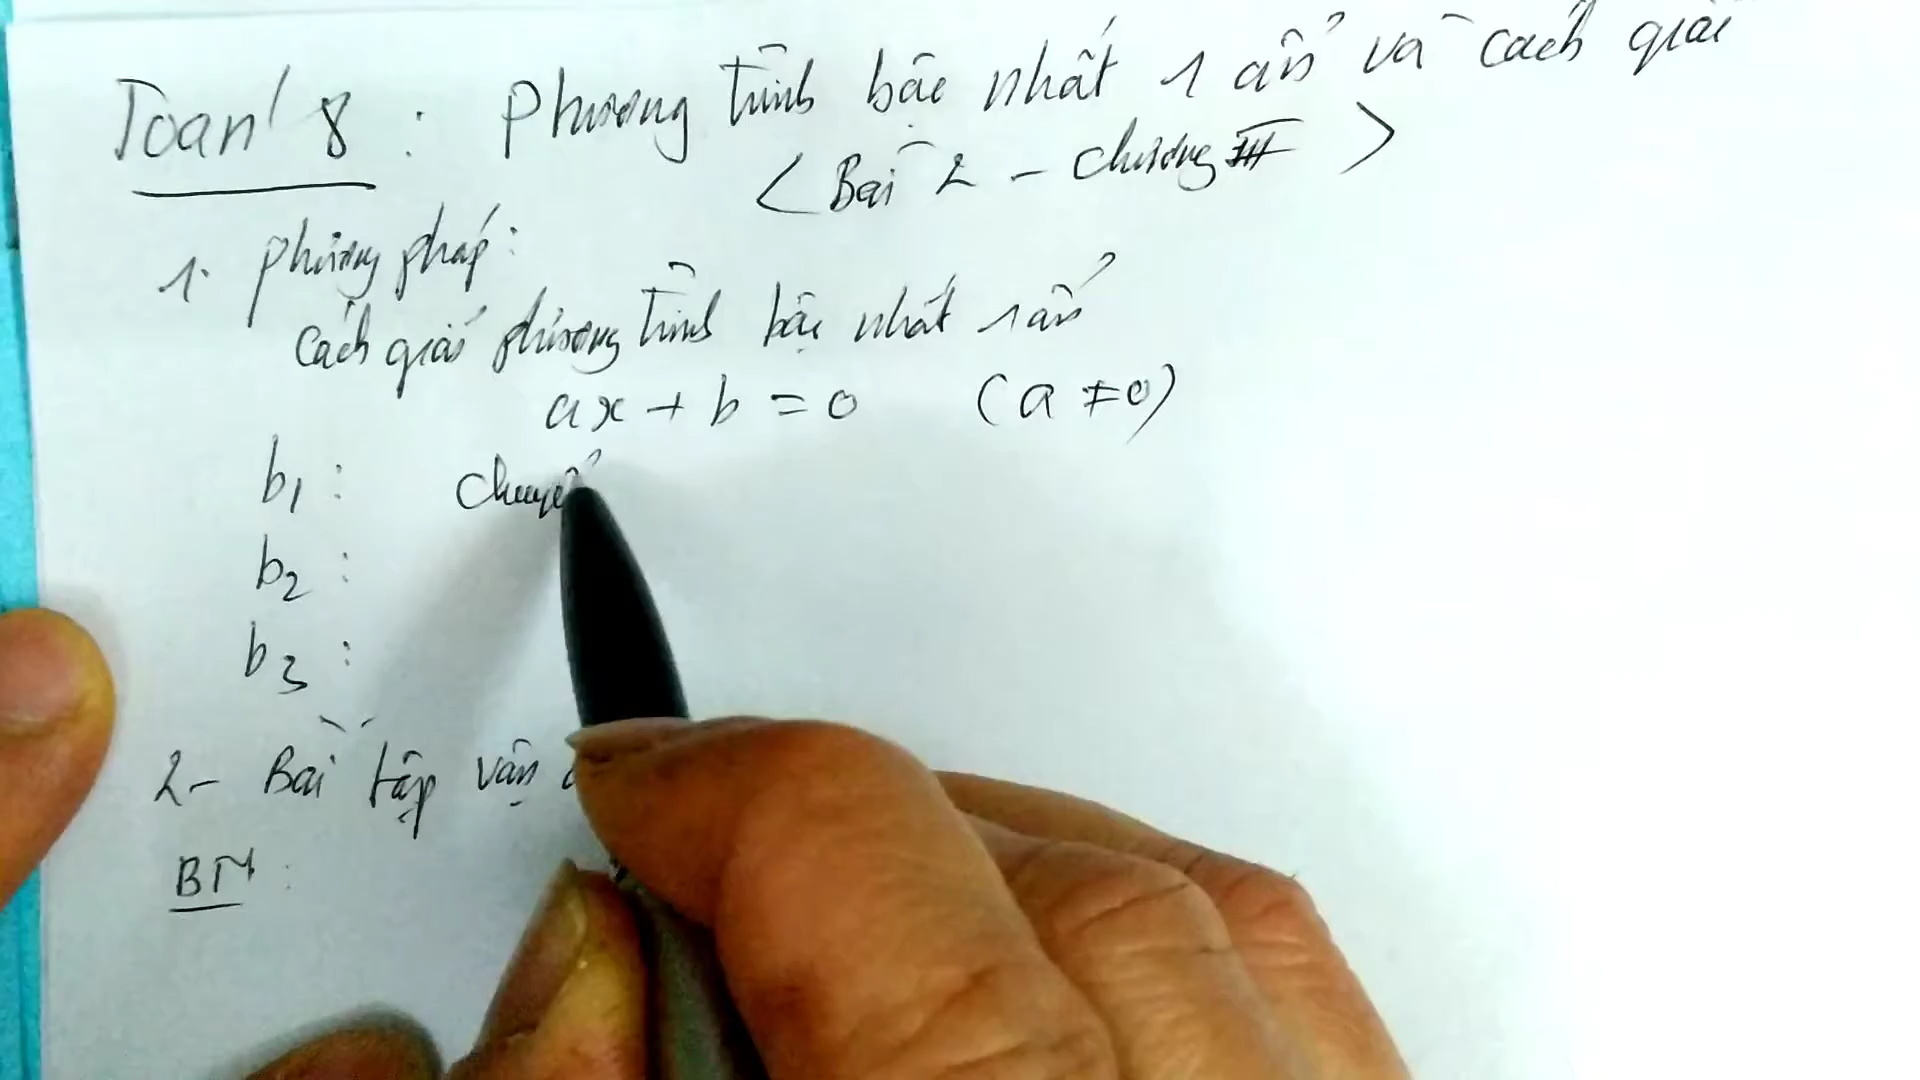 Toán 8 : Phương trình bậc nhất 1 ẩn và cách giải
< Bài 2 - Chương III >
1. phương pháp:
Cách giải phương trình bậc nhất 1 ẩn
ax + b = 0 (a ≠ 0)
b1 : chuyể
b2 :
b3 :
2- Bài tập vận
BT1 :